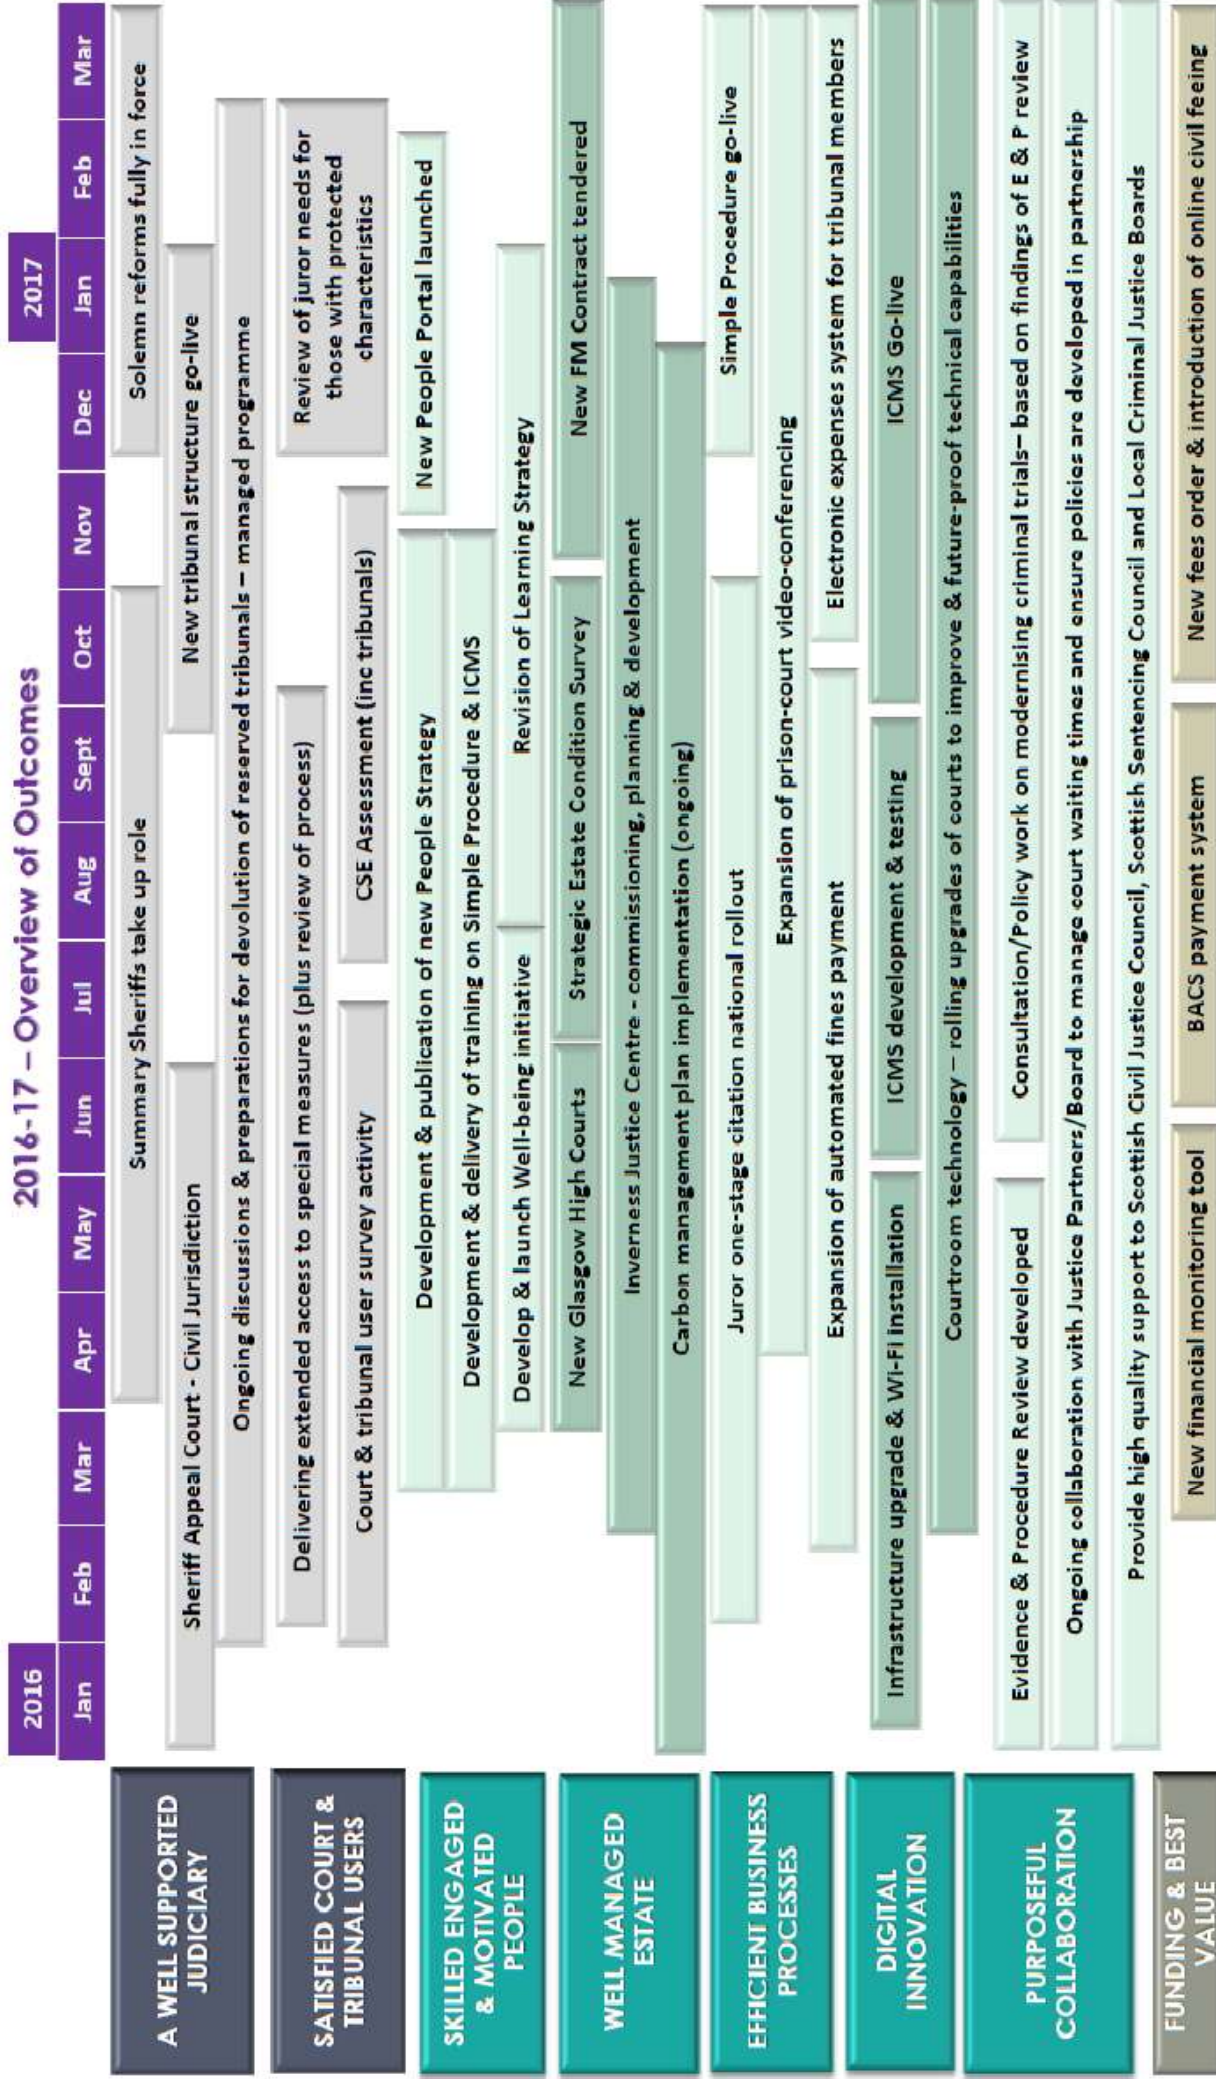 2016-17 – Overview of Outcomes
2016
2017
Jan
Feb
Mar
Apr
May
Jun
Jul
Aug
Sept
Oct
Nov
Dec
Jan
Feb
Mar
A WELL SUPPORTED
JUDICIARY
Summary Sheriffs take up role
Solemn reforms fully in force
Sheriff Appeal Court - Civil Jurisdiction
New tribunal structure go-live
Ongoing discussions & preparations for devolution of reserved tribunals – managed programme
SATISFIED COURT &
TRIBUNAL USERS
Delivering extended access to special measures (plus review of process)
Review of juror needs for
those with protected
characteristics
Court & tribunal user survey activity
CSE Assessment (inc tribunals)
SKILLED ENGAGED
& MOTIVATED
PEOPLE
Development & publication of new People Strategy
New People Portal launched
Development & delivery of training on Simple Procedure & ICMS
Develop & launch Well-being initiative
Revision of Learning Strategy
WELL MANAGED
ESTATE
New Glasgow High Courts
Strategic Estate Condition Survey
New FM Contract tendered
Inverness Justice Centre - commissioning, planning & development
Carbon management plan implementation (ongoing)
EFFICIENT BUSINESS
PROCESSES
Juror one-stage citation national rollout
Simple Procedure go-live
Expansion of prison-court video-conferencing
Expansion of automated fines payment
Electronic expenses system for tribunal members
DIGITAL
INNOVATION
Infrastructure upgrade & Wi-Fi installation
ICMS development & testing
ICMS Go-live
Courtroom technology – rolling upgrades of courts to improve & future-proof technical capabilities
PURPOSEFUL
COLLABORATION
Evidence & Procedure Review developed
Consultation/Policy work on modernising criminal trials– based on findings of E & P review
Ongoing collaboration with Justice Partners/Board to manage court waiting times and ensure policies are developed in partnership
Provide high quality support to Scottish Civil Justice Council, Scottish Sentencing Council and Local Criminal Justice Boards
FUNDING & BEST
VALUE
New financial monitoring tool
BACS payment system
New fees order & introduction of online civil feeing